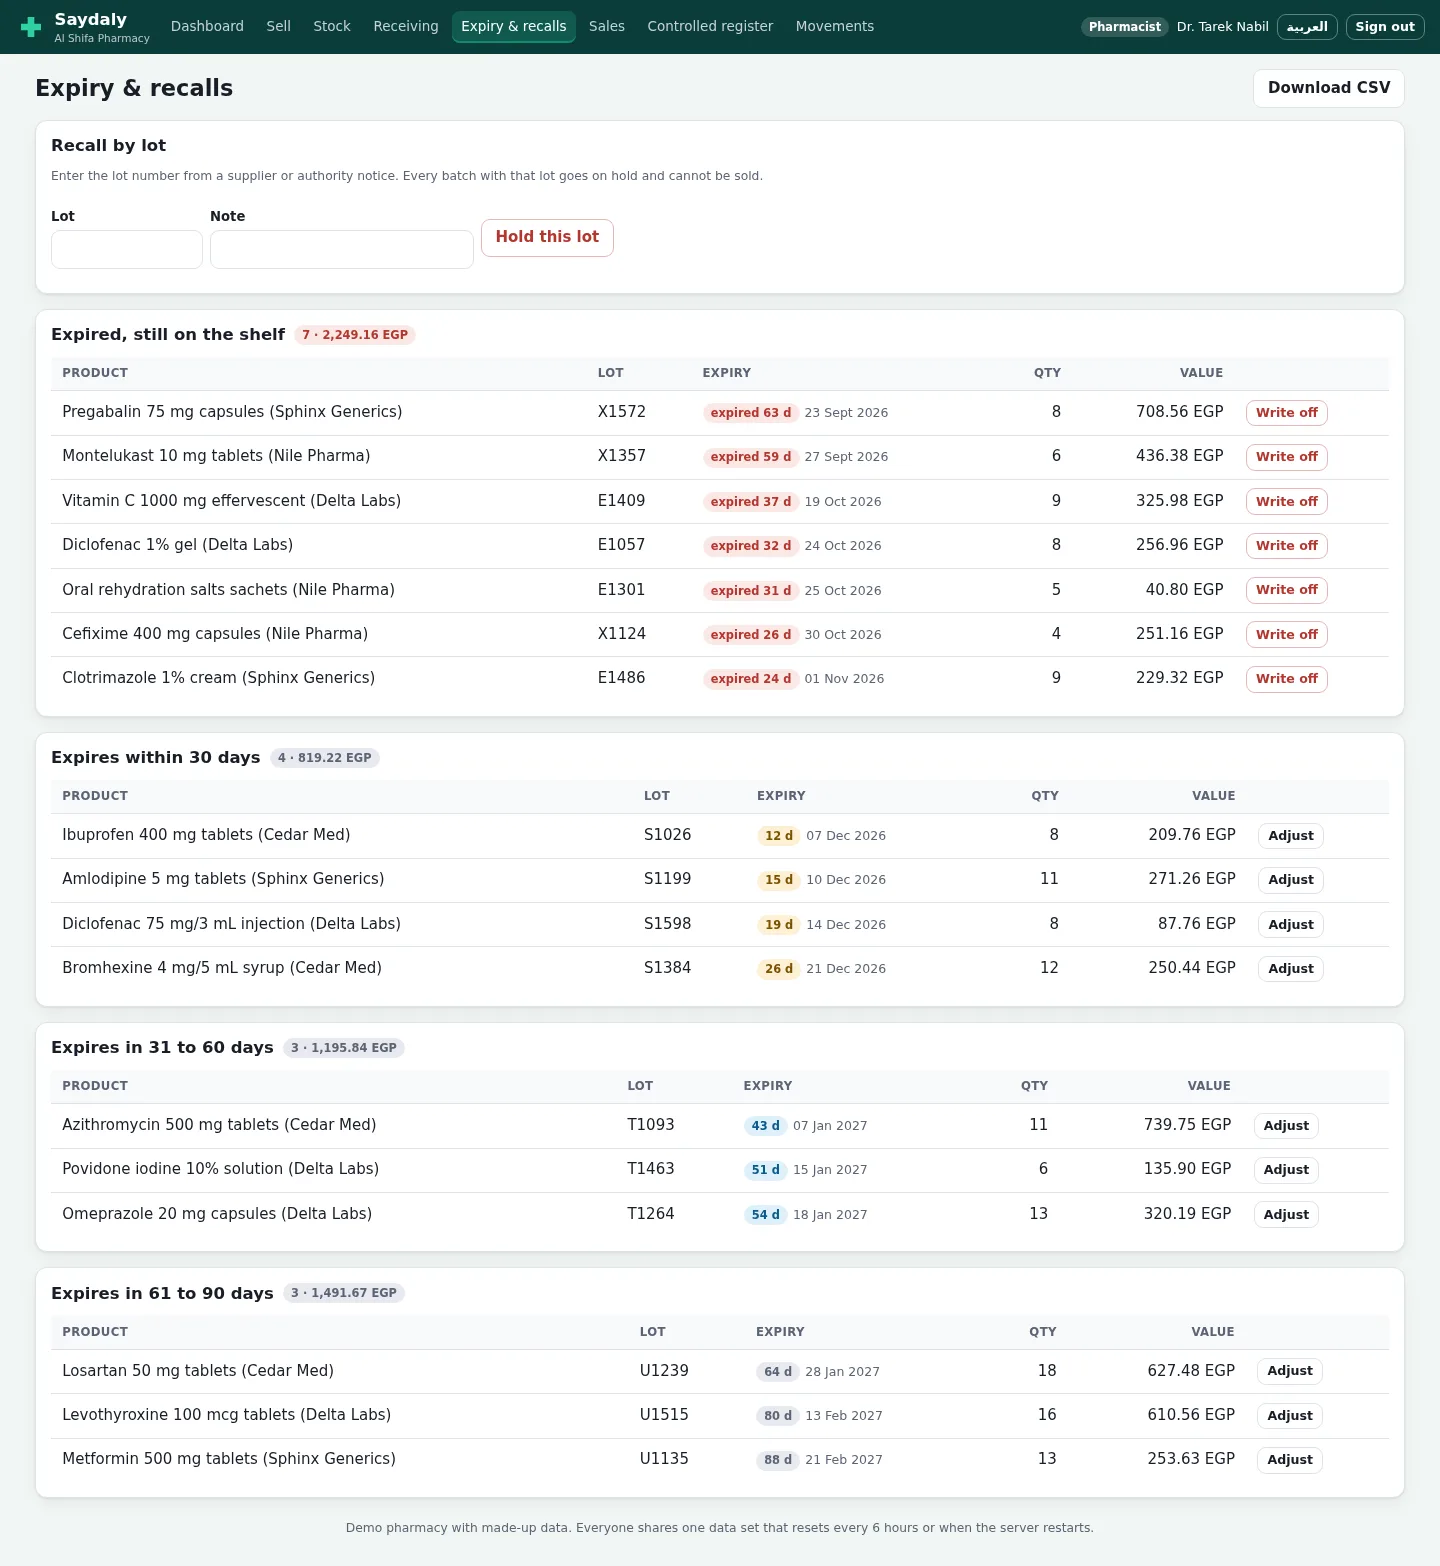 Saydaly
Al Shifa Pharmacy
Dashboard Sell Stock Receiving Expiry & recalls Sales Controlled register Movements
Pharmacist Dr. Tarek Nabil العربية Sign out
Expiry & recalls
Download CSV
Recall by lot
Enter the lot number from a supplier or authority notice. Every batch with that lot goes on hold and cannot be sold.
Lot Note
Hold this lot
Expired, still on the shelf 7 · 2,249.16 EGP
PRODUCT LOT EXPIRY QTY VALUE
Pregabalin 75 mg capsules (Sphinx Generics) X1572 expired 63 d 23 Sept 2026 8 708.56 EGP Write off
Montelukast 10 mg tablets (Nile Pharma) X1357 expired 59 d 27 Sept 2026 6 436.38 EGP Write off
Vitamin C 1000 mg effervescent (Delta Labs) E1409 expired 37 d 19 Oct 2026 9 325.98 EGP Write off
Diclofenac 1% gel (Delta Labs) E1057 expired 32 d 24 Oct 2026 8 256.96 EGP Write off
Oral rehydration salts sachets (Nile Pharma) E1301 expired 31 d 25 Oct 2026 5 40.80 EGP Write off
Cefixime 400 mg capsules (Nile Pharma) X1124 expired 26 d 30 Oct 2026 4 251.16 EGP Write off
Clotrimazole 1% cream (Sphinx Generics) E1486 expired 24 d 01 Nov 2026 9 229.32 EGP Write off
Expires within 30 days 4 · 819.22 EGP
PRODUCT LOT EXPIRY QTY VALUE
Ibuprofen 400 mg tablets (Cedar Med) S1026 12 d 07 Dec 2026 8 209.76 EGP Adjust
Amlodipine 5 mg tablets (Sphinx Generics) S1199 15 d 10 Dec 2026 11 271.26 EGP Adjust
Diclofenac 75 mg/3 mL injection (Delta Labs) S1598 19 d 14 Dec 2026 8 87.76 EGP Adjust
Bromhexine 4 mg/5 mL syrup (Cedar Med) S1384 26 d 21 Dec 2026 12 250.44 EGP Adjust
Expires in 31 to 60 days 3 · 1,195.84 EGP
PRODUCT LOT EXPIRY QTY VALUE
Azithromycin 500 mg tablets (Cedar Med) T1093 43 d 07 Jan 2027 11 739.75 EGP Adjust
Povidone iodine 10% solution (Delta Labs) T1463 51 d 15 Jan 2027 6 135.90 EGP Adjust
Omeprazole 20 mg capsules (Delta Labs) T1264 54 d 18 Jan 2027 13 320.19 EGP Adjust
Expires in 61 to 90 days 3 · 1,491.67 EGP
PRODUCT LOT EXPIRY QTY VALUE
Losartan 50 mg tablets (Cedar Med) U1239 64 d 28 Jan 2027 18 627.48 EGP Adjust
Levothyroxine 100 mcg tablets (Delta Labs) U1515 80 d 13 Feb 2027 16 610.56 EGP Adjust
Metformin 500 mg tablets (Sphinx Generics) U1135 88 d 21 Feb 2027 13 253.63 EGP Adjust
Demo pharmacy with made-up data. Everyone shares one data set that resets every 6 hours or when the server restarts.